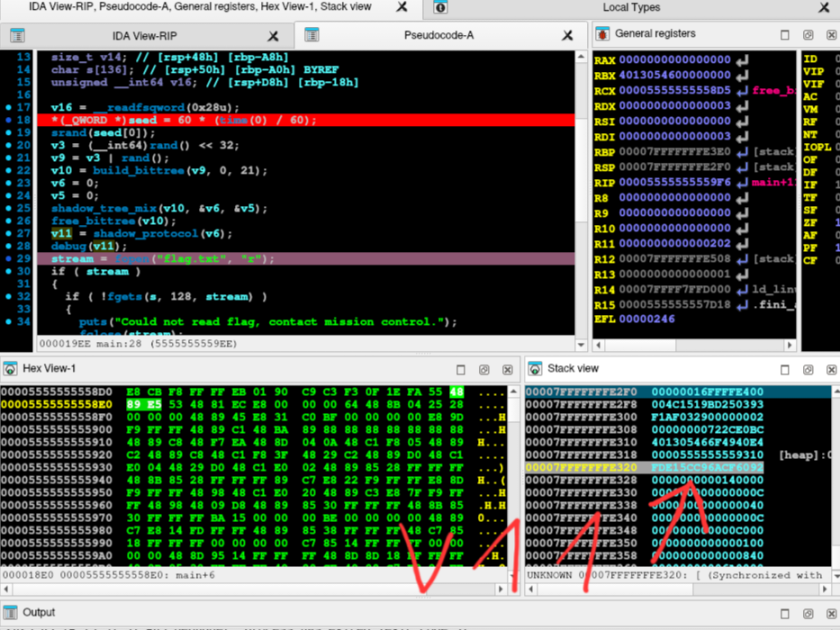 IDA View-RIP, Pseudocode-A, General registers, Hex View-1, Stack view
Local Types
IDA View-RIP
Pseudocode-A
General registers
13 size_t v14; // [rsp+48h] [rbp-A8h]
14 char s[136]; // [rsp+50h] [rbp-A0h] BYREF
15 unsigned __int64 v16; // [rsp+D8h] [rbp-18h]
16
17 v16 = __readfsqword(0x28u);
18 *(_QWORD *)seed = 60 * (time(0) / 60);
19 srand(seed[0]);
20 v3 = (__int64)rand() << 32;
21 v9 = v3 | rand();
22 v10 = build_bittree(v9, 0, 21);
23 v6 = 0;
24 v5 = 0;
25 shadow_tree_mix(v10, &v6, &v5);
26 free_bittree(v10);
27 v11 = shadow_protocol(v6);
28 debug(v11);
29 stream = fopen("flag.txt", "r");
30 if ( stream )
31 {
32 if ( !fgets(s, 128, stream) )
33 {
34 puts("Could not read flag, contact mission control.");
fclose(stream);
000019EE main:28 (5555555559EE)
RAX 0000000000000000
RBX 4013054600000000
RCX 00005555555558D5 free_b
RDX 0000000000000003
RSI 0000000000000000
RDI 0000000000000003
RBP 00007FFFFFFFE3E0 [stack
RSP 00007FFFFFFFE2F0 [stack
RIP 00005555555559F6 main+1
R8 0000000000000000
R9 0000000000000000
R10 0000000000000000
R11 0000000000000202
R12 00007FFFFFFFE508 [stack
R13 0000000000000001
R14 00007FFFF7FFD000 ld_lin
R15 0000555555557D18 .fini_a
EFL 00000246
ID
VIP
VIF
AC
VM
RF
NT
IOPL
OF
DF
IF
TF
SF
ZF
AF
PF
CF
Hex View-1
00005555555558D0 E8 CB F8 FF FF EB 01 90 C9 C3 F3 0F 1E FA 55 48
00005555555558E0 89 E5 53 48 81 EC E8 00 00 00 64 48 8B 04 25 28
00005555555558F0 00 00 00 48 89 45 E8 31 C0 BF 00 00 00 00 E8 9D
0000555555555900 F9 FF FF 48 89 C1 48 BA 89 88 88 88 88 88 88 88
0000555555555910 48 89 C8 48 F7 EA 48 8D 04 0A 48 C1 F8 05 48 89
0000555555555920 C2 48 89 C8 48 C1 F8 3F 48 29 C2 48 89 D0 48 C1
0000555555555930 E0 04 48 29 D0 48 C1 E0 02 48 89 85 28 FF FF FF
0000555555555940 48 8B 85 28 FF FF FF 89 C7 E8 22 F9 FF FF E8 8D
0000555555555950 F9 FF FF 48 98 48 C1 E0 20 48 89 C3 E8 7F F9 FF
0000555555555960 FF 48 98 48 09 D8 48 89 85 30 FF FF FF 48 8B 85
0000555555555970 30 FF FF FF BA 15 00 00 00 BE 00 00 00 00 48 89
0000555555555980 C7 E8 14 FD FF FF 48 89 85 38 FF FF FF 48 C7 85
0000555555555990 18 FF FF FF 00 00 00 00 C7 85 14 FF FF FF 00
00005555555559A0 00 00 48 8D 95 14 FF FF FF 48 8D 8D 18 FF FF
000018E0 00005555555558E0: main+6
Stack view
00007FFFFFFFE2F0 00000016FFFFE400
00007FFFFFFFE2F8 004C1519BD250393
00007FFFFFFFE300 F1AF032900000002
00007FFFFFFFE308 00000000722CE0BC
00007FFFFFFFE310 401305466F4940E4
00007FFFFFFFE318 0000555555559310 [heap]:0
00007FFFFFFFE320 FDE15CC96ACF6092
00007FFFFFFFE328 0000000000140000
00007FFFFFFFE330 000000000000000C
00007FFFFFFFE338 0000000000000040
00007FFFFFFFE340 000000000000000C
00007FFFFFFFE348 000000000000C000
00007FFFFFFFE350 0000000000000100
00007FFFFFFFE358 0000000000000840
UNKNOWN 00007FFFFFFFE320: [ (Synchronized with
Output